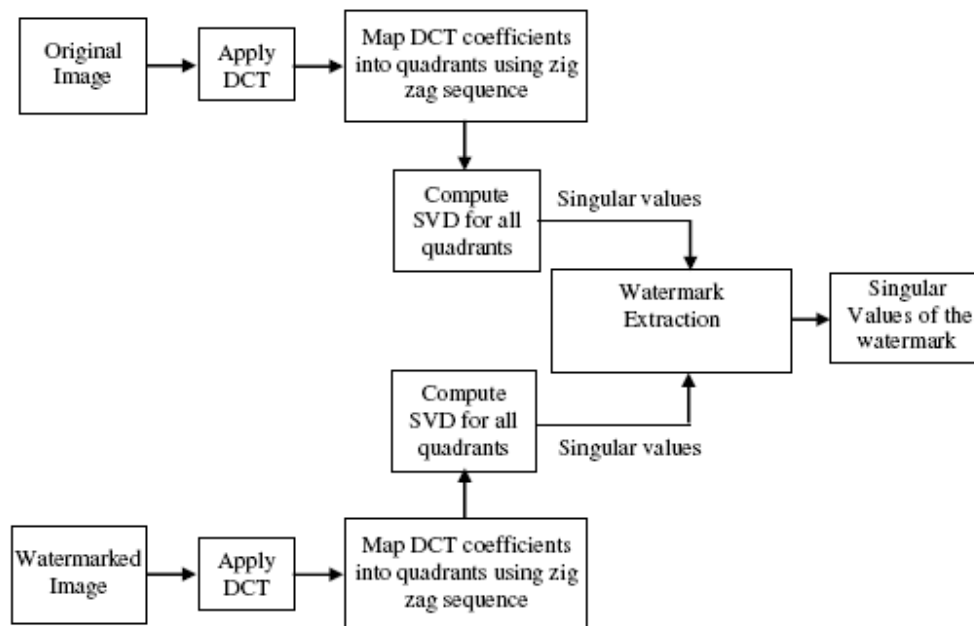 Original
Image
Apply
DCT
Map DCT coefficients
into quadrants using zig
zag sequence
Compute
SVD for all
quadrants
Singular values
Watermark
Extraction
Singular
Values of the
watermark
Compute
SVD for all
quadrants
Singular values
Watermarked
Image
Apply
DCT
Map DCT coefficients
into quadrants using zig
zag sequence